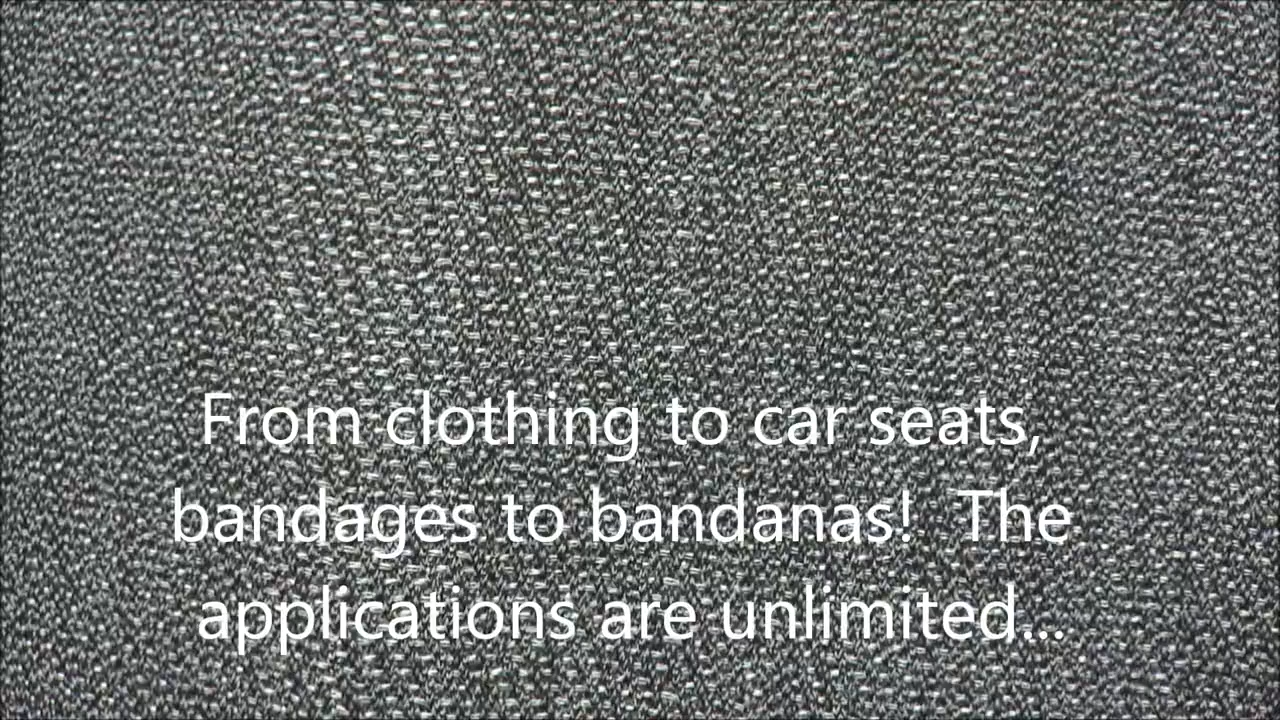 From clothing to car seats,
bandages to bandanas!  The
applications are unlimited...